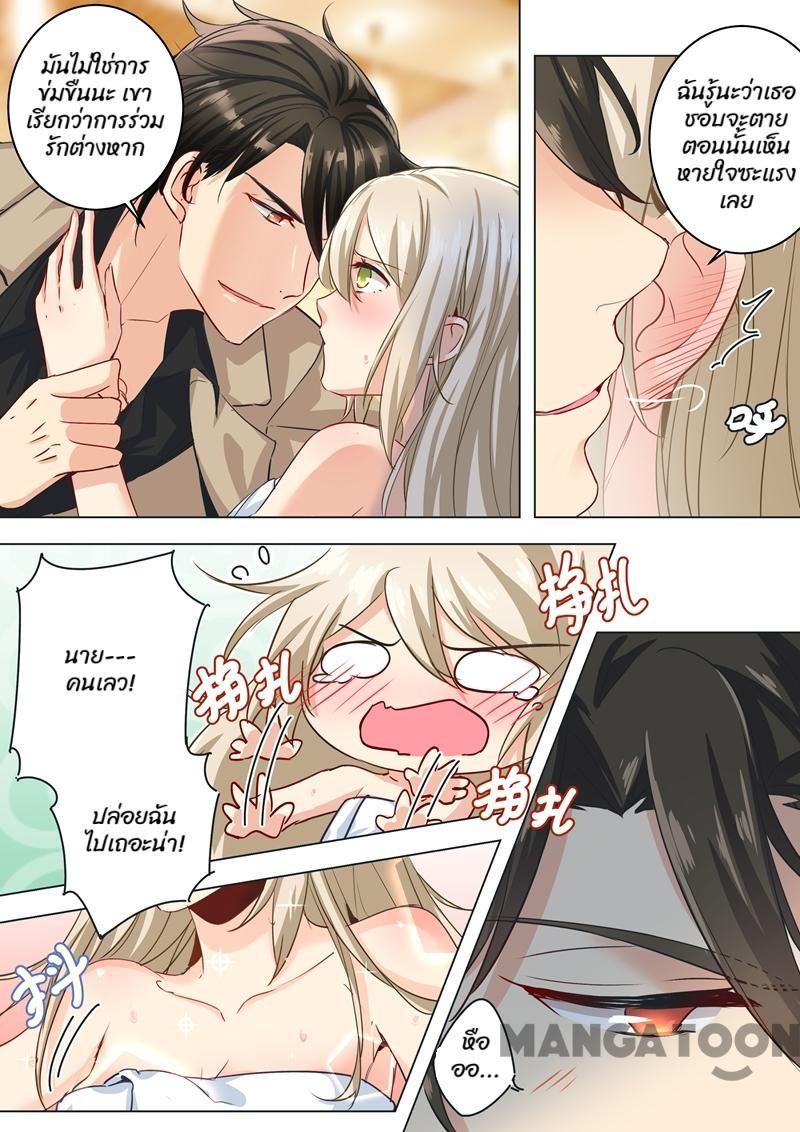 มันไม่ใช่การ
ข่มขืนนะ เขา
เรียกว่าการร่วม
รักต่างหาก
ฉันรู้นะว่าเธอ
ชอบจะตาย
ตอนนั้นเห็น
หายใจซะแรง
เลย
哎
挣扎
挣扎
挣扎
นาย---
คนเลว!
ปล่อยฉัน
ไปเถอะน่า!
抖
หือ
ออ...
MANGATOON